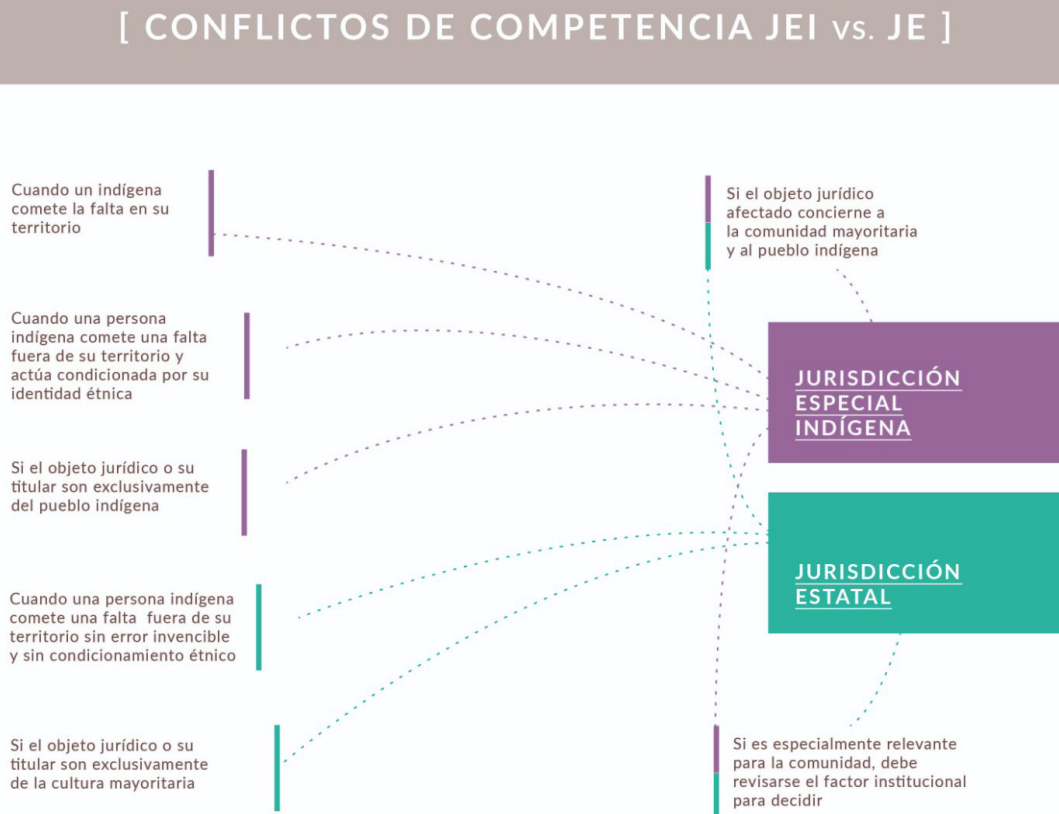 [ CONFLICTOS DE COMPETENCIA JEI vs. JE ]
Cuando un indígena
comete la falta en su
territorio
Cuando una persona
indígena comete una falta
fuera de su territorio y
actúa condicionada por su
identidad étnica
Si el objeto jurídico o su
titular son exclusivamente
del pueblo indígena
Cuando una persona indígena
comete una falta fuera de su
territorio sin error invencible
y sin condicionamiento étnico
Si el objeto jurídico o su
titular son exclusivamente
de la cultura mayoritaria
Si el objeto jurídico
afectado concierne a
la comunidad mayoritaria
y al pueblo indígena
JURISDICCIÓN
ESPECIAL
INDÍGENA
JURISDICCIÓN
ESTATAL
Si es especialmente relevante
para la comunidad, debe
revisarse el factor institucional
para decidir